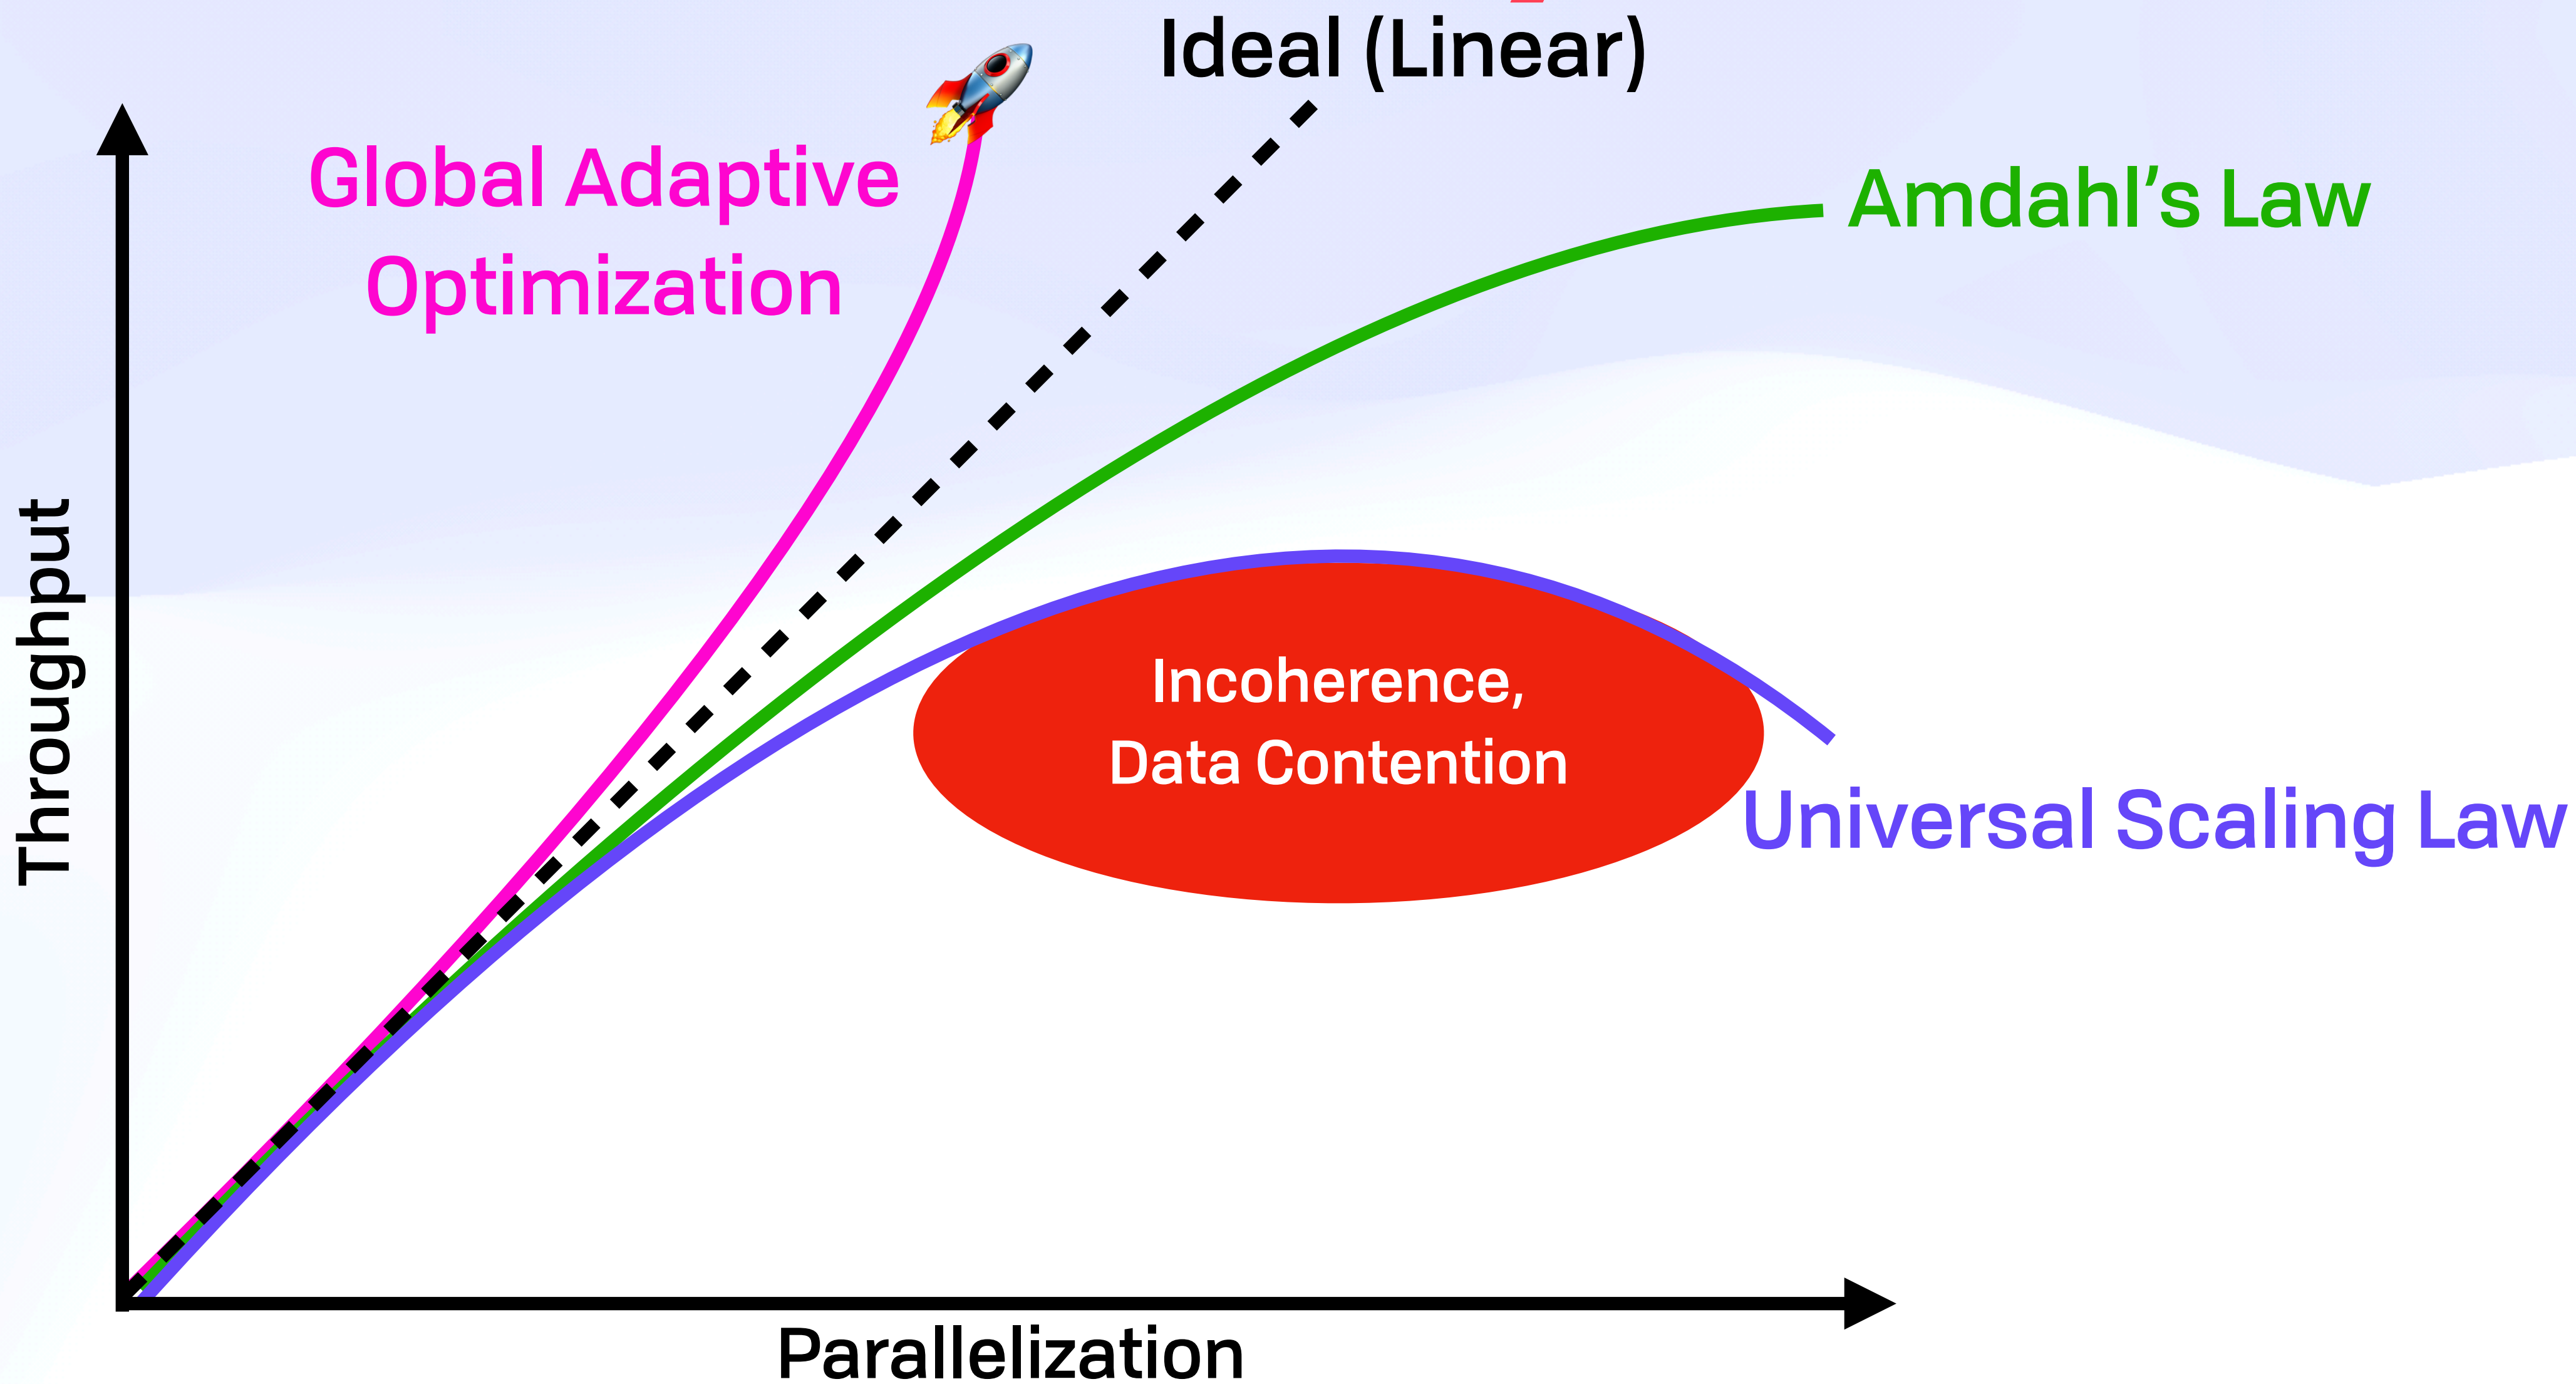 Ideal (Linear)
Global Adaptive
Optimization
Amdahl’s Law
Throughput
Incoherence,
Data Contention
Universal Scaling Law
Parallelization